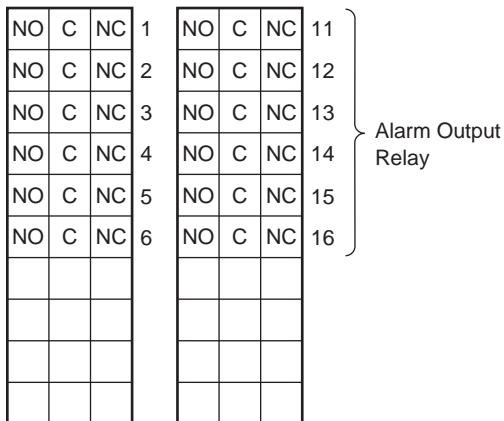 NO C NC 1 NO C NC 11
NO C NC 2 NO C NC 12
NO C NC 3 NO C NC 13
NO C NC 4 NO C NC 14
NO C NC 5 NO C NC 15
NO C NC 6 NO C NC 16
Alarm Output
Relay